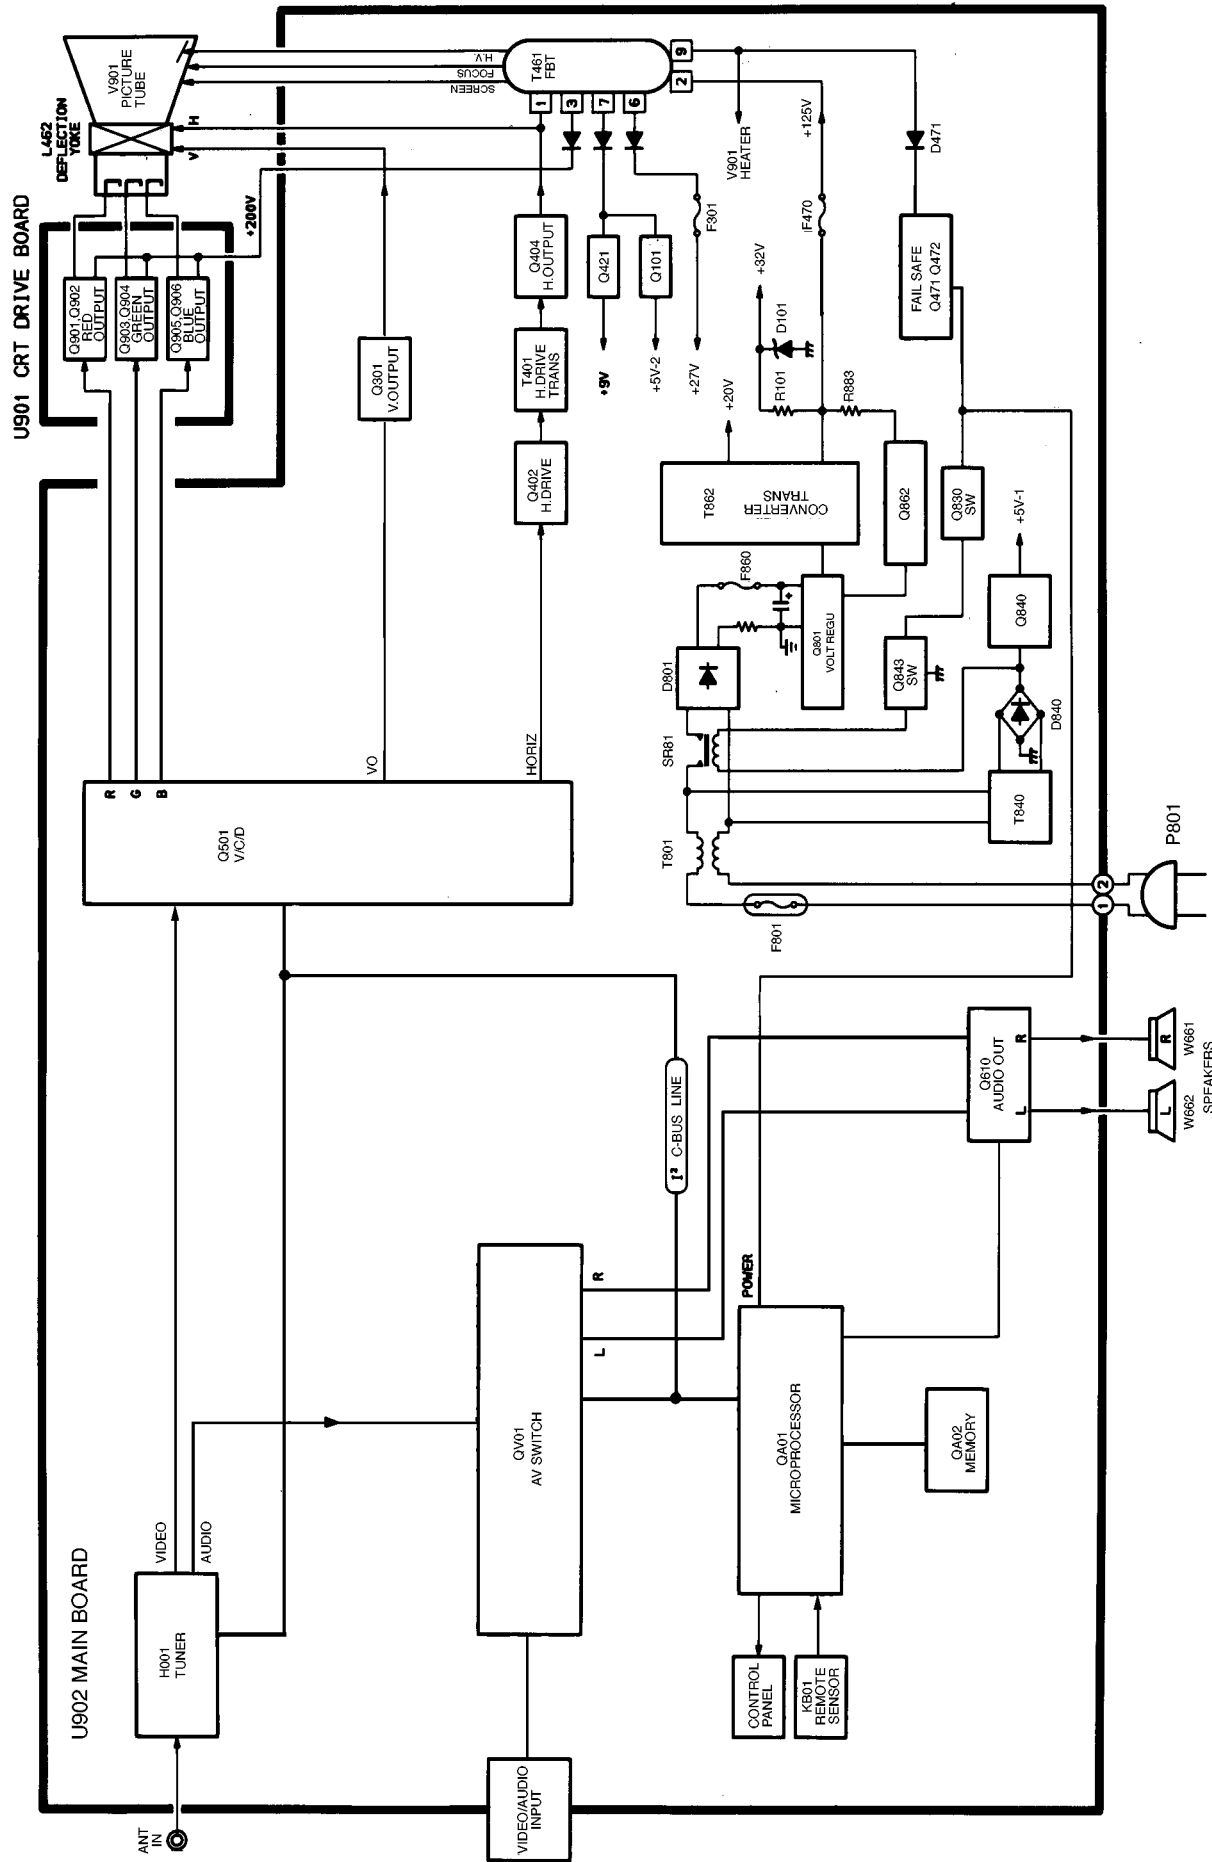 U902 MAIN BOARD
ANT
IN
H001
TUNER
VIDEO
AUDIO
VIDEO/AUDIO
INPUT
QV01
AV SWITCH
L
R
CONTROL
PANEL
KB01
REMOTE
SENSOR
QA01
MICROPROCESSOR
POWER
QA02
MEMORY
I² C-BUS LINE
Q610
AUDIO OUT
L
R
L
W662
R
W661
SPEAKERS
Q501
V/C/D
R
G
B
VO
HORIZ
U901 CRT DRIVE BOARD
Q901,Q902
RED
OUTPUT
Q903,Q904
GREEN
OUTPUT
Q905,Q906
BLUE
OUTPUT
+200V
L462
DEFLECTION
YOKE
V
H
V901
PICTURE
TUBE
Q301
V.OUTPUT
Q402
H.DRIVE
T401
H.DRIVE
TRANS
Q404
H.OUTPUT
SCREEN
FOCUS
H.V.
T461
FBT
1
3
7
6
2
9
Q421
+9V
Q101
+5V-2
F301
+27V
V901
HEATER
+125V
F470
D471
FAIL SAFE
Q471 Q472
+32V
D101
R101
R883
+20V
T862
CONVERTER
TRANS
Q862
Q830
SW
F860
Q801
VOLT REGU
D801
Q843
SW
SR81
Q840
+5V-1
D840
T840
T801
F801
1
2
P801